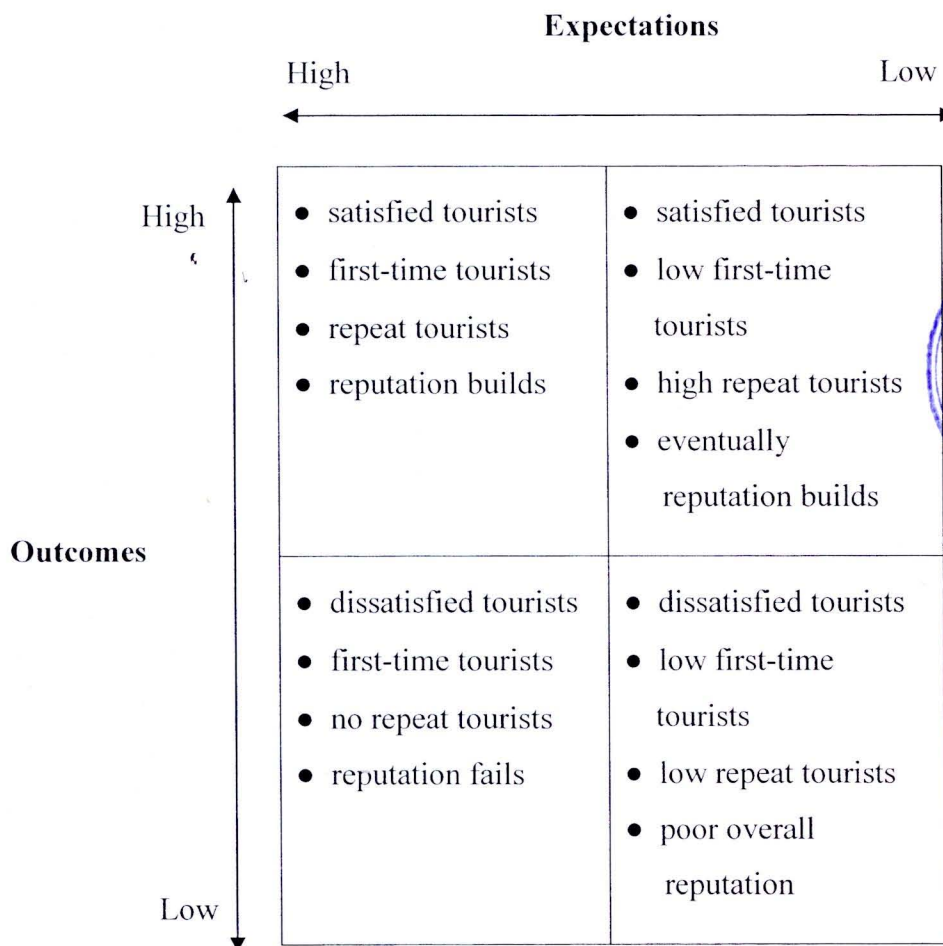 Expectations
High
Low
High
● satisfied tourists
● first-time tourists
● repeat tourists
● reputation builds
● satisfied tourists
● low first-time
tourists
● high repeat tourists
● eventually
reputation builds
Outcomes
● dissatisfied tourists
● first-time tourists
● no repeat tourists
● reputation fails
● dissatisfied tourists
● low first-time
tourists
● low repeat tourists
● poor overall
reputation
Low